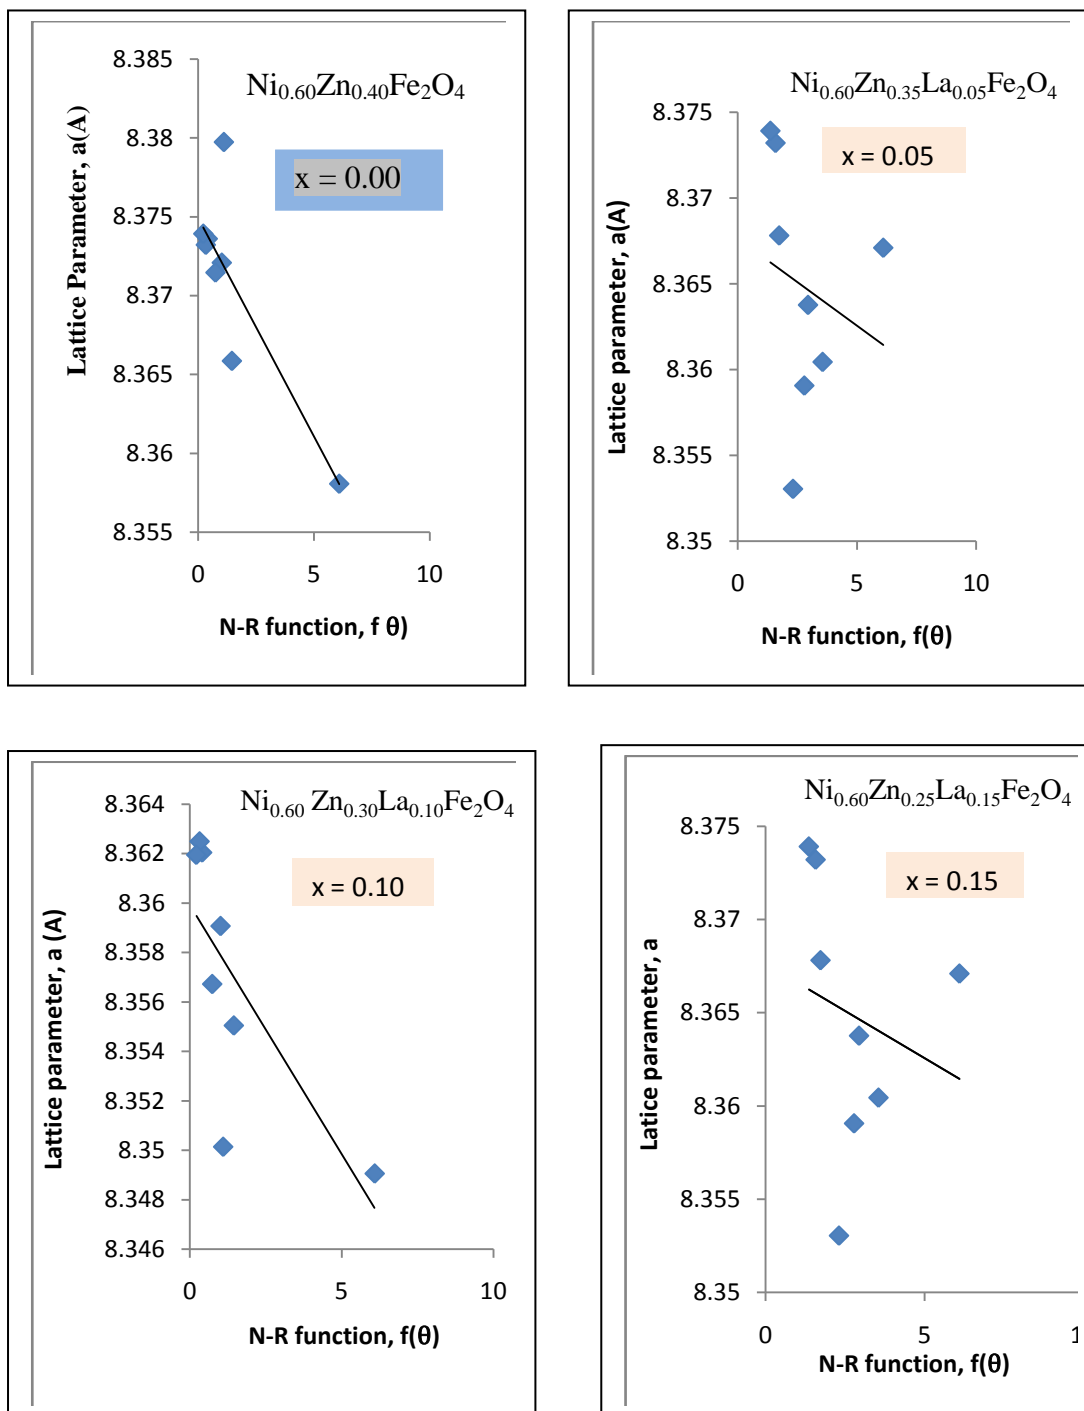 Ni0.60Zn0.40Fe2O4
x = 0.00
Lattice Parameter, a(A)
8.385
8.38
8.375
8.37
8.365
8.36
8.355
0 5 10
N-R function, f θ)
Ni0.60Zn0.35La0.05Fe2O4
x = 0.05
Lattice parameter, a(A)
8.375
8.37
8.365
8.36
8.355
8.35
0 5 10
N-R function, f(θ)
Ni0.60 Zn0.30La0.10Fe2O4
x = 0.10
Lattice parameter, a (A)
8.364
8.362
8.36
8.358
8.356
8.354
8.352
8.35
8.348
8.346
0 5 10
N-R function, f(θ)
Ni0.60Zn0.25La0.15Fe2O4
x = 0.15
Latice parameter, a
8.375
8.37
8.365
8.36
8.355
8.35
0 5
N-R function, f(θ)